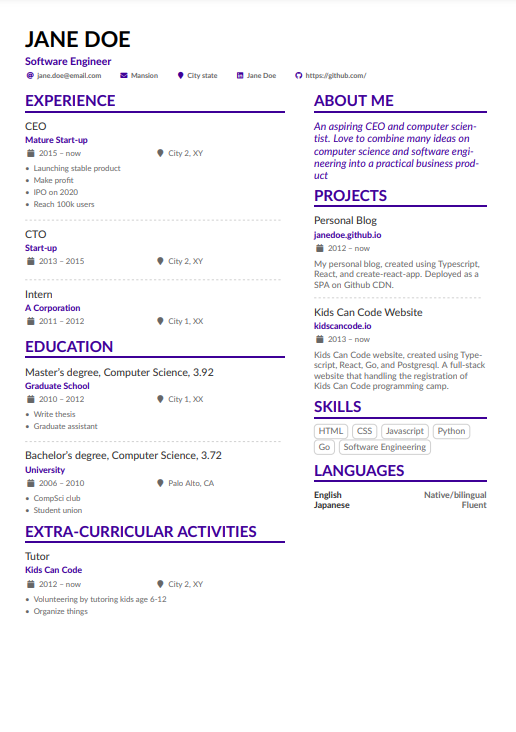 JANE DOE
Software Engineer
jane.doe@email.com Mansion City state Jane Doe https://github.com/
EXPERIENCE
CEO
Mature Start-up
2015 – now City 2, XY
• Launching stable product
• Make profit
• IPO on 2020
• Reach 100k users
CTO
Start-up
2013 – 2015 City 2, XY
Intern
A Corporation
2011 – 2012 City 1, XX
EDUCATION
Master's degree, Computer Science, 3.92
Graduate School
2010 – 2012 City 1, XX
• Write thesis
• Graduate assistant
Bachelor's degree, Computer Science, 3.72
University
2006 – 2010 Palo Alto, CA
• CompSci club
• Student union
EXTRA-CURRICULAR ACTIVITIES
Tutor
Kids Can Code
2012 – now City 2, XY
• Volunteering by tutoring kids age 6-12
• Organize things
ABOUT ME
An aspiring CEO and computer scien-
tist. Love to combine many ideas on
computer science and software engi-
neering into a practical business prod-
uct
PROJECTS
Personal Blog
janedoe.github.io
2012 – now
My personal blog, created using Typescript,
React, and create-react-app. Deployed as a
SPA on Github CDN.
Kids Can Code Website
kidscancode.io
2013 – now
Kids Can Code website, created using Type-
script, React, Go, and Postgresql. A full-stack
website that handling the registration of
Kids Can Code programming camp.
SKILLS
HTML CSS Javascript Python
Go Software Engineering
LANGUAGES
English Native/bilingual
Japanese Fluent